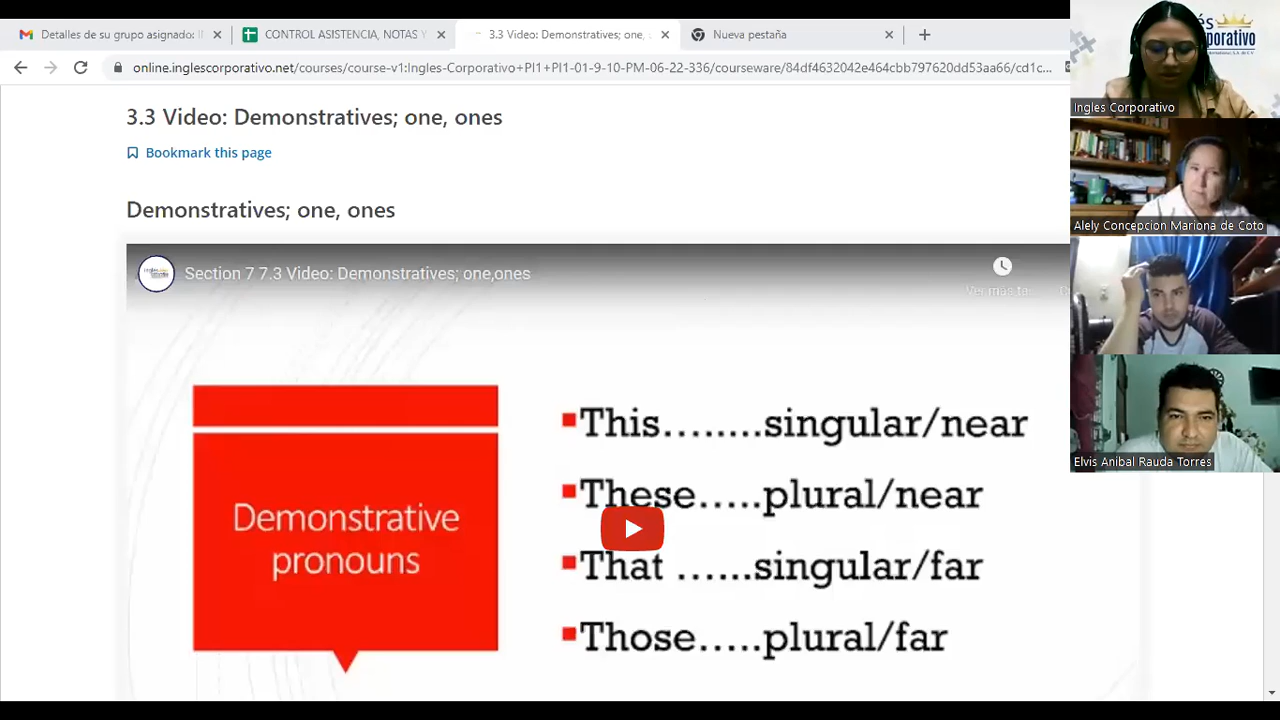 Detalles de su grupo asignado: I
CONTROL ASISTENCIA, NOTAS Y
3.3 Video: Demonstratives; one,
Nueva pestaña
online.inglescorporativo.net/courses/course-v1:Ingles-Corporativo+PI1+PI1-01-9-10-PM-06-22-336/courseware/84df4632042e464cbb797620dd53aa66/cd1c...
3.3 Video: Demonstratives; one, ones
Bookmark this page
Demonstratives; one, ones
Section 7 7.3 Video: Demonstratives; one,ones
Ver más ta...
Demonstrative
pronouns
This........singular/near
These.....plural/near
That ......singular/far
Those.....plural/far
Ingles Corporativo
Alely Concepcion Mariona de Coto
Elvis Anibal Rauda Torres